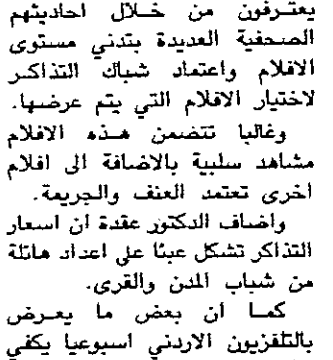 يعترفون من خلال احاديثهم
الصحفية العديدة بتدني مستوى
الافلام واعتماد شباك التذاكر
لاختيار الافلام التي يتم عرضها.
وغالبا تتضمن هذه الافلام
مشاهد سلبية بالاضافة الى افلام
اخرى تعتمد العنف والجريمة.
واضاف الدكتور عقدة ان اسعار
التذاكر تشكل عبئا على اعداد هائلة
من شباب المدن والقرى.
كما ان بعض ما يعرض
بالتلفزيون الاردني اسبوعيا يكفي